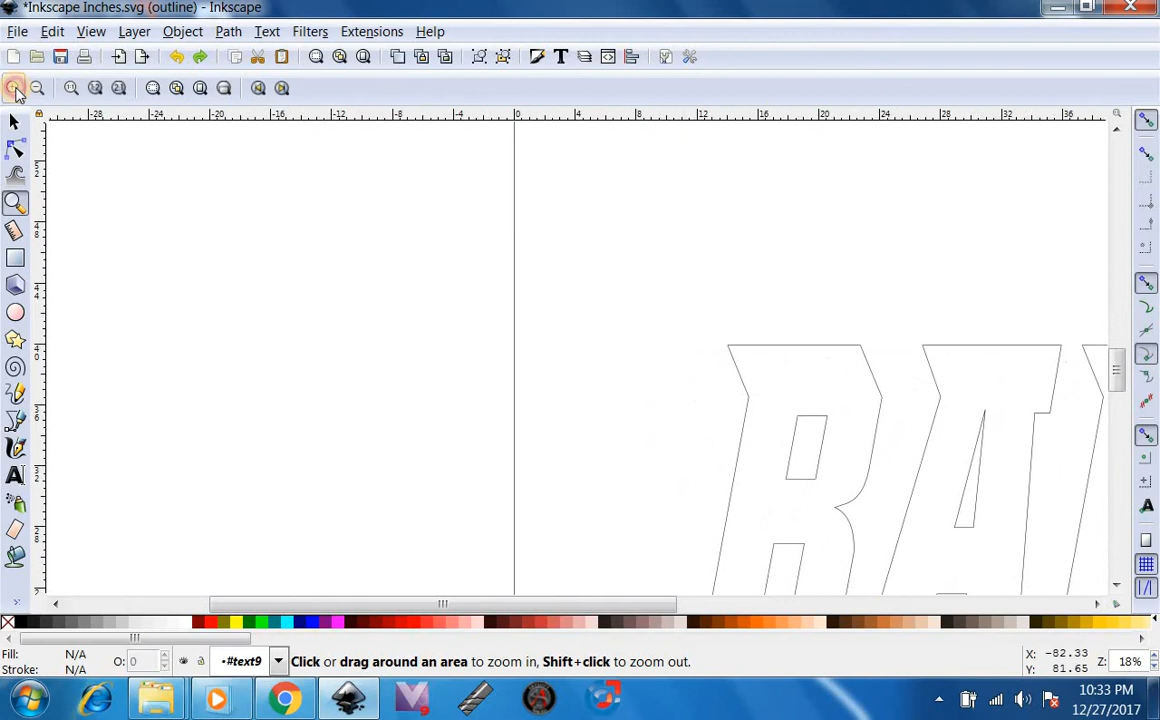 *Inkscape Inches.svg (outline) - Inkscape
File Edit View Layer Object Path Text Filters Extensions Help
-28 -24 -20 -16 -12 -8 -4 0 4 8 12 16 20 24 28 32 36
BA
Fill: N/A
Stroke: N/A
O: 0
•#text9
Click or drag around an area to zoom in, Shift+click to zoom out.
X: -82.33
Y: 81.65
Z: 18%
10:33 PM
12/27/2017